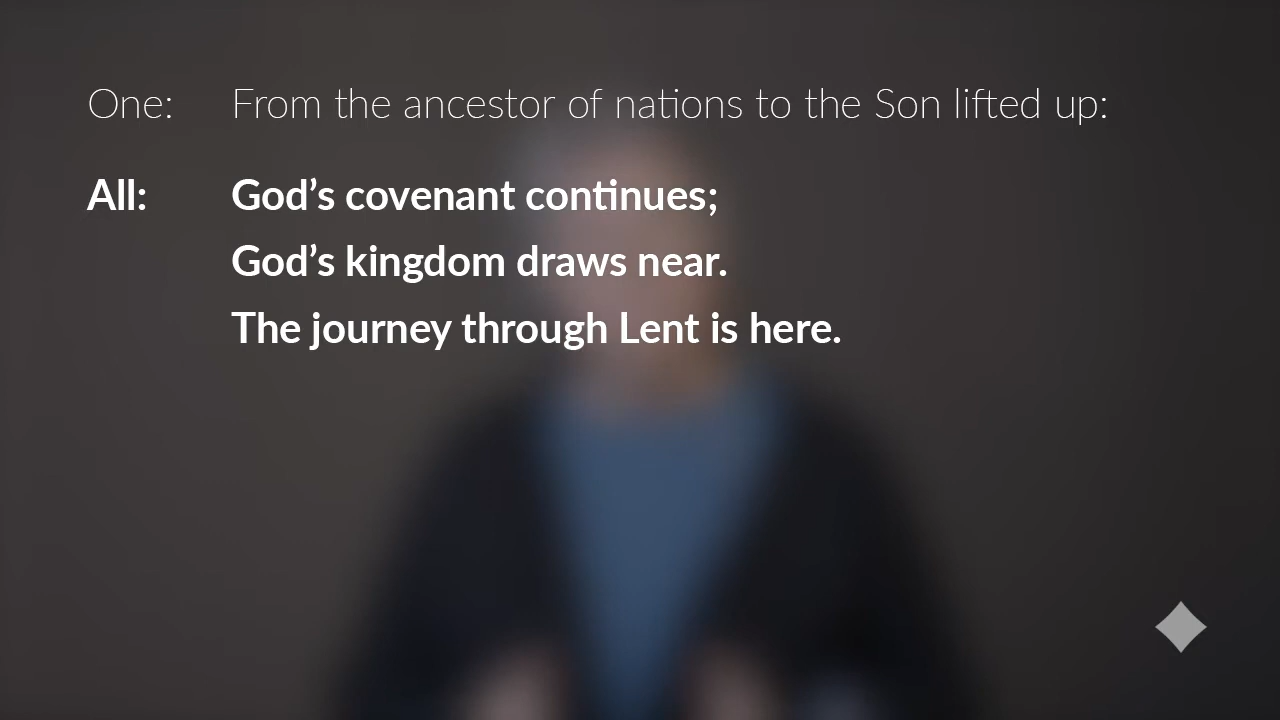 One: From the ancestor of nations to the Son lifted up:
All: God’s covenant continues;
God’s kingdom draws near.
The journey through Lent is here.